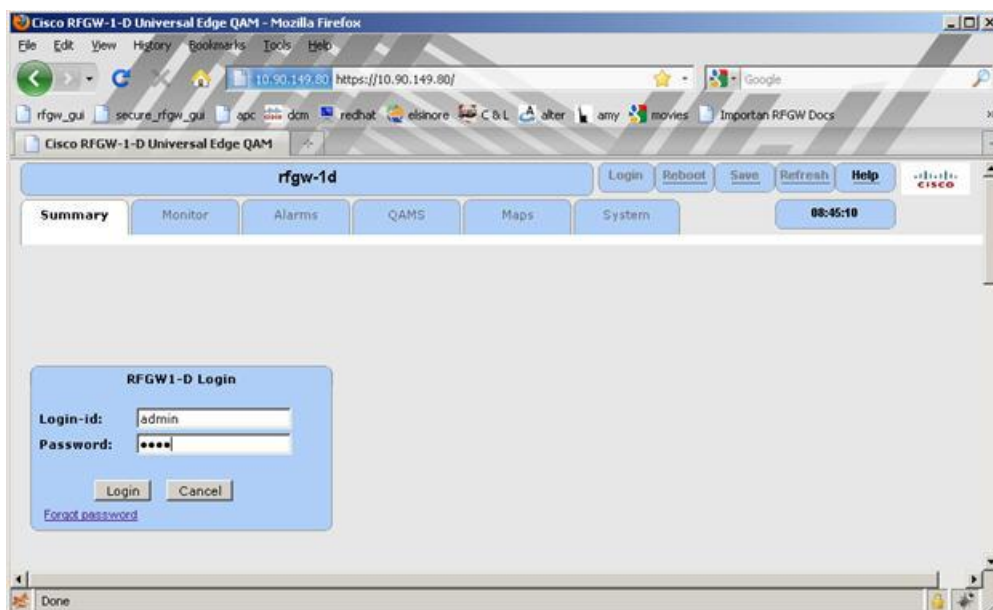 Cisco RFGW-1-D Universal Edge QAM - Mozilla Firefox
File Edit View History Bookmarks Tools Help
10.90.149.80 https://10.90.149.80/ Google
rfgw_gui secure_rfgw_gui apc dcm redhat elsinore C & L alter amy movies Importan RFGW Docs
Cisco RFGW-1-D Universal Edge QAM
rfgw-1d Login Reboot Save Refresh Help CISCO
Summary Monitor Alarms QAMS Maps System 08:45:10
RFGW1-D Login
Login-id: admin
Password: ••••
Login Cancel
Forgot password
Done